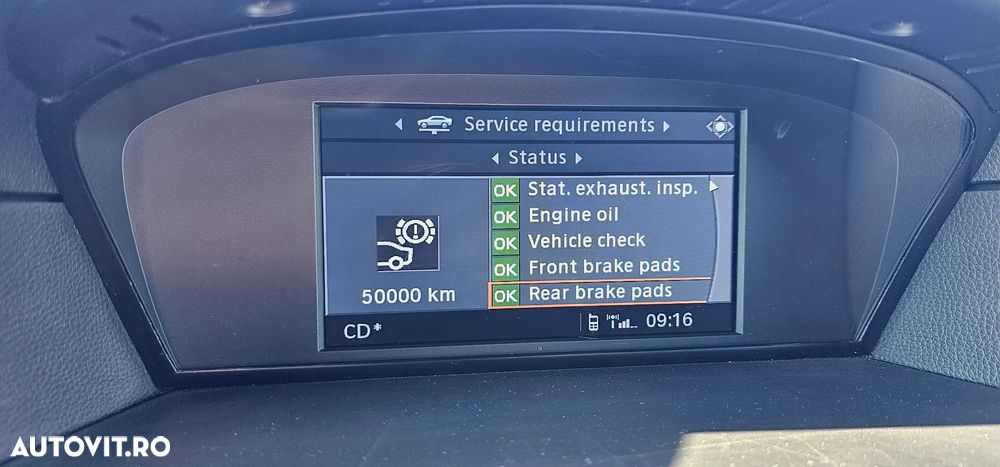 Service requirements
Status
OK Stat. exhaust. insp.
OK Engine oil
OK Vehicle check
OK Front brake pads
50000 km
OK Rear brake pads
CD*
09:16
AUTOVIT.RO